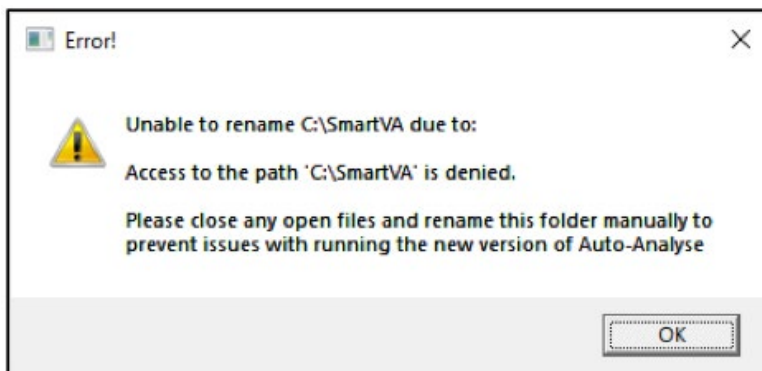 Error!
Unable to rename C:\SmartVA due to:
Access to the path 'C:\SmartVA' is denied.
Please close any open files and rename this folder manually to
prevent issues with running the new version of Auto-Analyse
OK